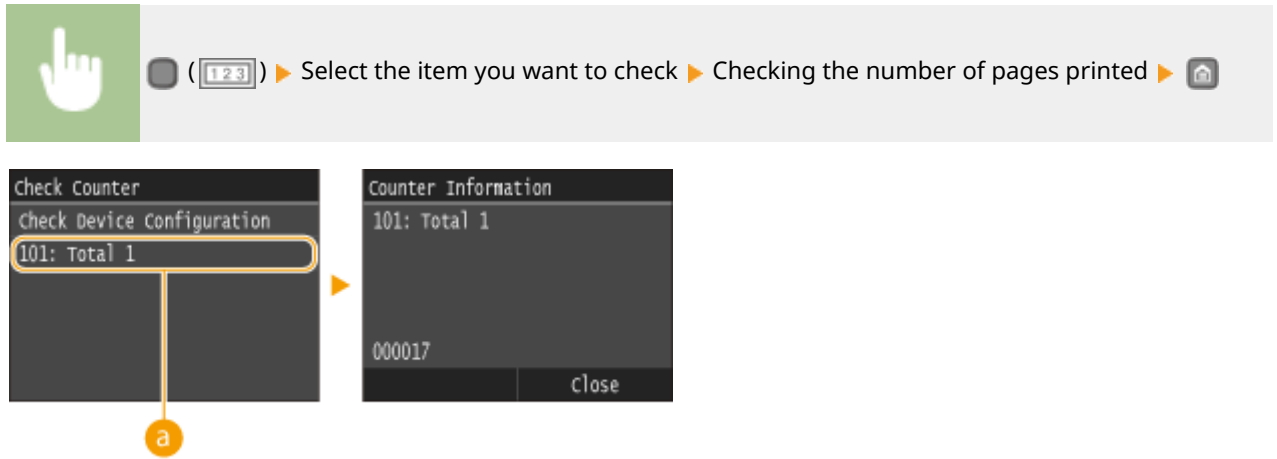 (123) Select the item you want to check Checking the number of pages printed
Check Counter
Check Device Configuration
101: Total 1
a
Counter Information
101: Total 1
000017
Close